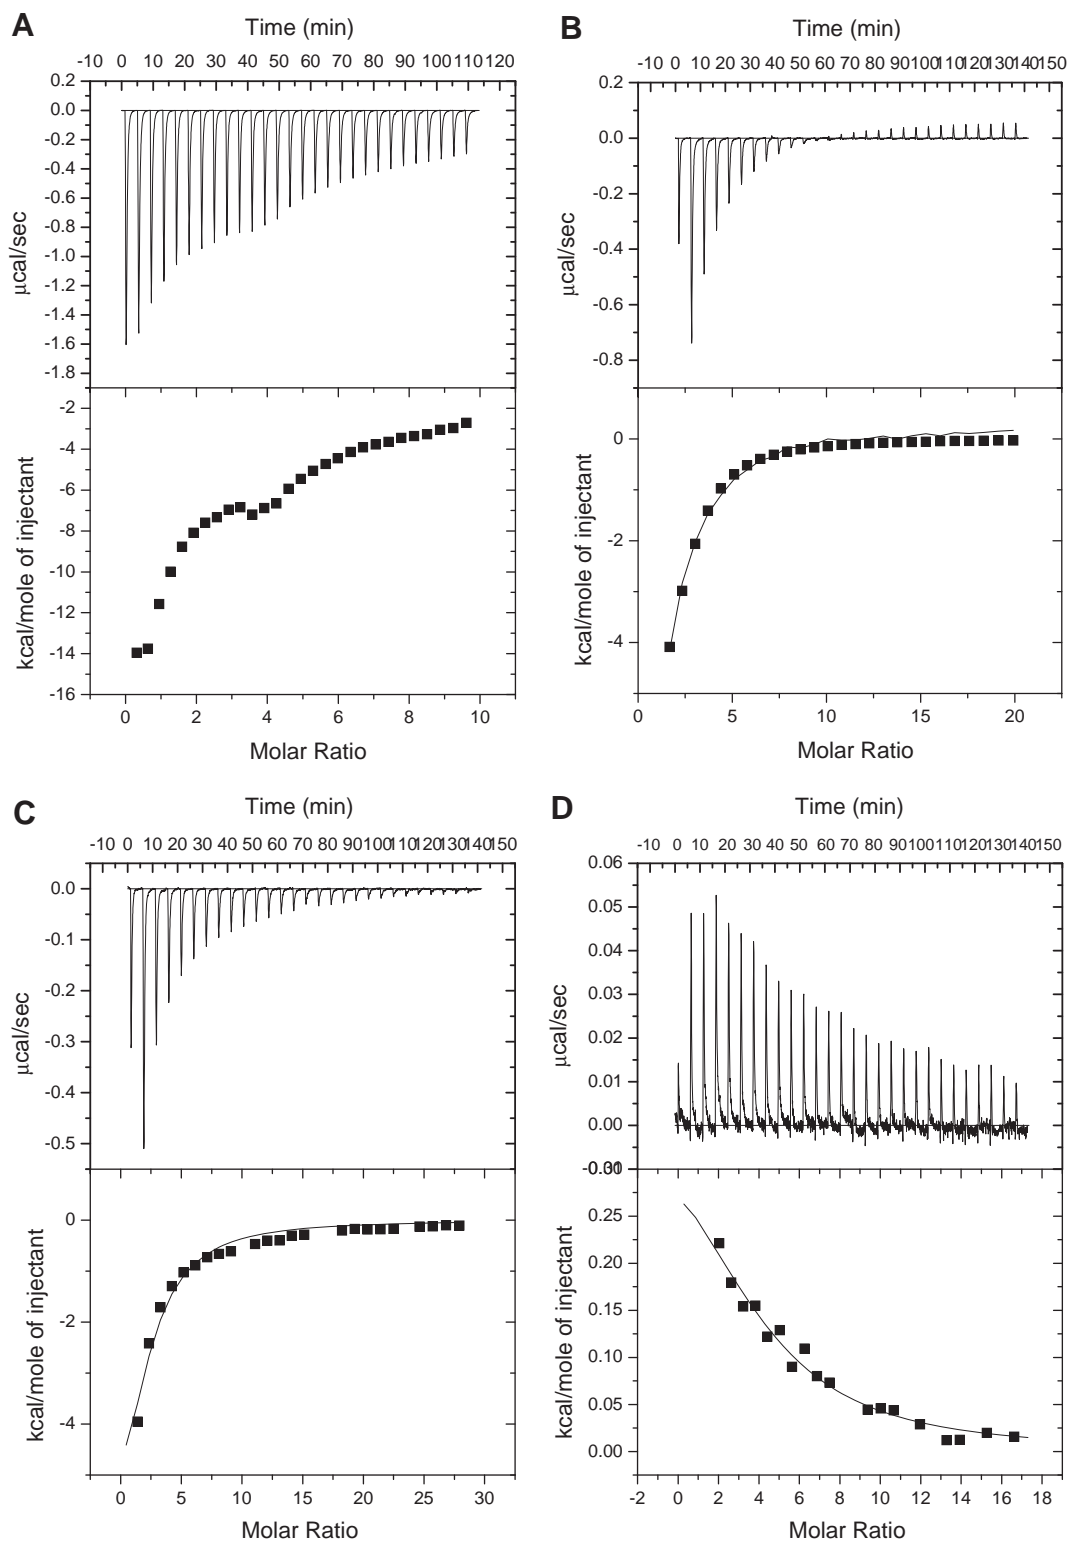 A
Time (min)
-10 0 10 20 30 40 50 60 70 80 90 100 110 120
0.2
0.0
-0.2
-0.4
-0.6
-0.8
-1.0
-1.2
-1.4
-1.6
-1.8
µcal/sec
-2
-4
-6
-8
-10
-12
-14
-16
kcal/mole of injectant
0 2 4 6 8 10
Molar Ratio
B
Time (min)
-10 0 10 20 30 40 50 60 70 80 90 100 110 120 130 140 150
0.2
0.0
-0.2
-0.4
-0.6
-0.8
µcal/sec
0
-2
-4
kcal/mole of injectant
0 5 10 15 20
Molar Ratio
C
Time (min)
-10 0 10 20 30 40 50 60 70 80 90 100 110 120 130 140 150
0.0
-0.1
-0.2
-0.3
-0.4
-0.5
µcal/sec
0
-2
-4
kcal/mole of injectant
0 5 10 15 20 25 30
Molar Ratio
D
Time (min)
-10 0 10 20 30 40 50 60 70 80 90 100 110 120 130 140 150
0.06
0.05
0.04
0.03
0.02
0.01
0.00
µcal/sec
0.25
0.20
0.15
0.10
0.05
0.00
kcal/mole of injectant
-2 0 2 4 6 8 10 12 14 16 18
Molar Ratio